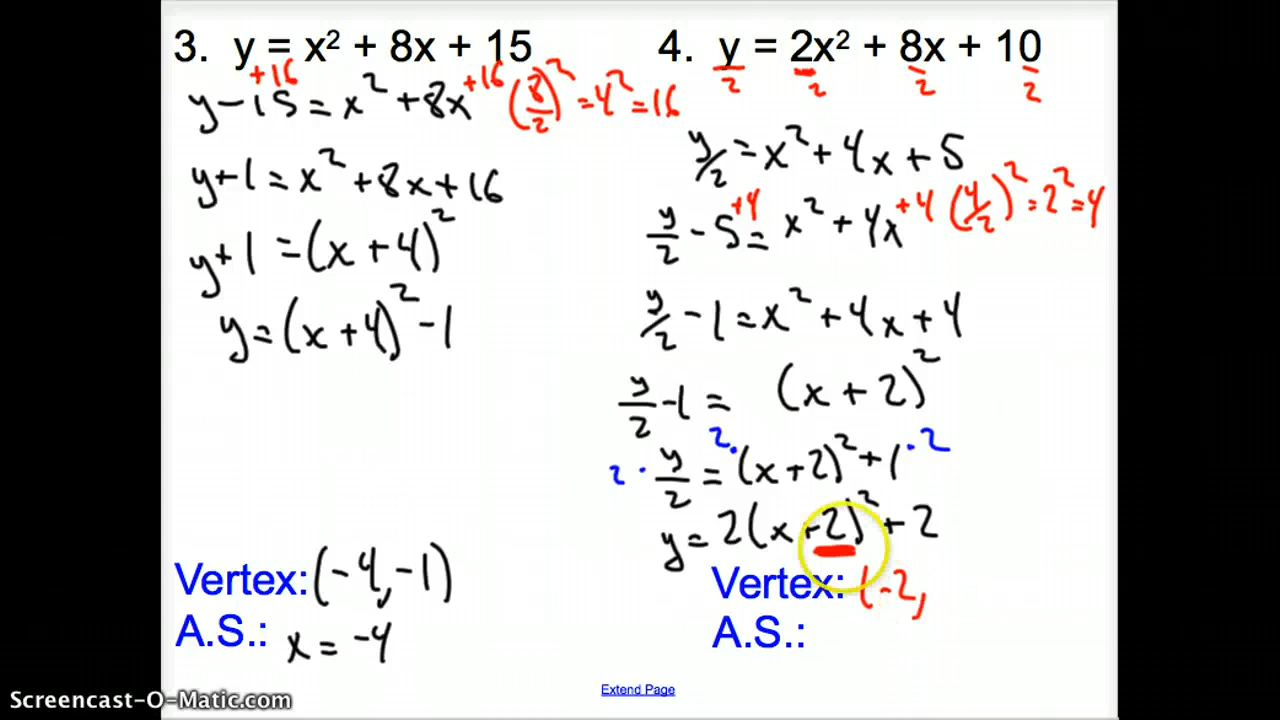 3. y = x² + 8x + 15
+16 +16
y - 15 = x² + 8x (8/2)² = 4² = 16
y + 1 = x² + 8x + 16
y + 1 = (x + 4)²
y = (x + 4)² - 1
Vertex: (-4, -1)
A.S.: x = -4
4. y = 2x² + 8x + 10
2 2 2 2
y/2 = x² + 4x + 5
+4 +4
y/2 - 5 = x² + 4x (4/2)² = 2² = 4
y/2 - 1 = x² + 4x + 4
y/2 - 1 = (x + 2)²
2 · y/2 = 2 · (x + 2)² + 1 · 2
y = 2(x + 2)² + 2
Vertex: (-2,
A.S.:
Extend Page
Screencast-O-Matic.com